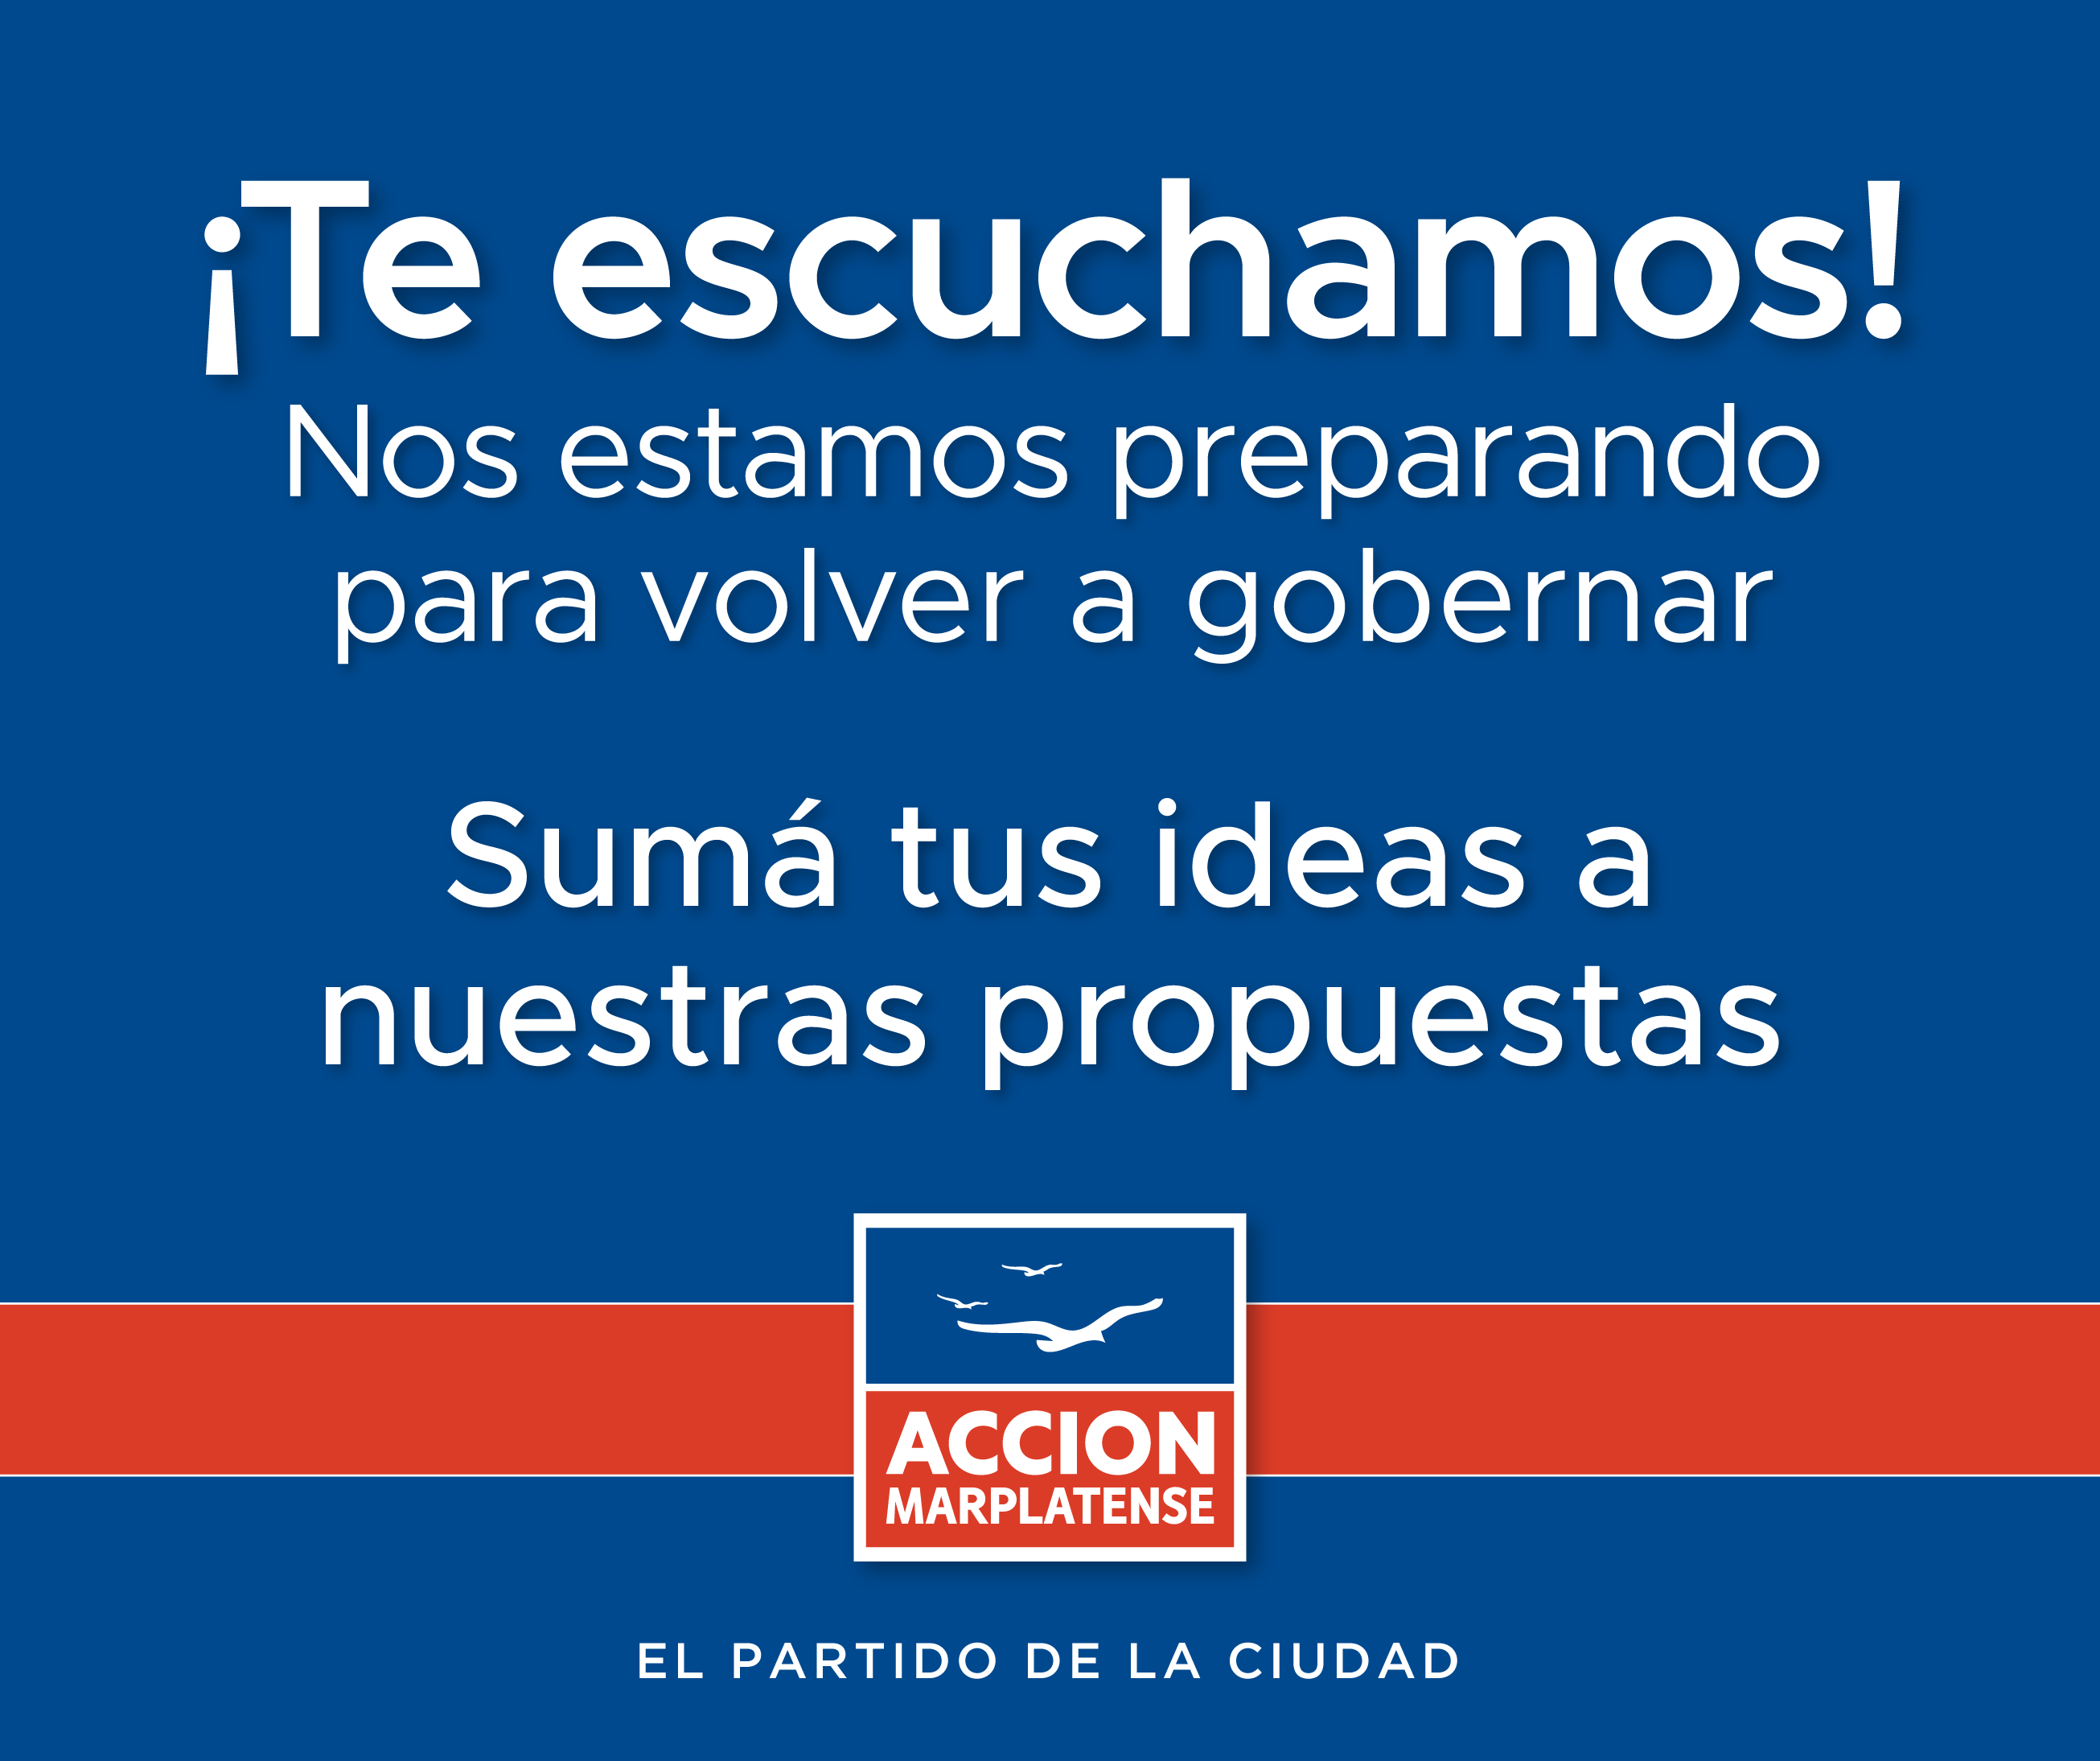 ¡Te escuchamos!
Nos estamos preparando
para volver a gobernar
Sumá tus ideas a
nuestras propuestas
ACCION
MARPLATENSE
EL PARTIDO DE LA CIUDAD